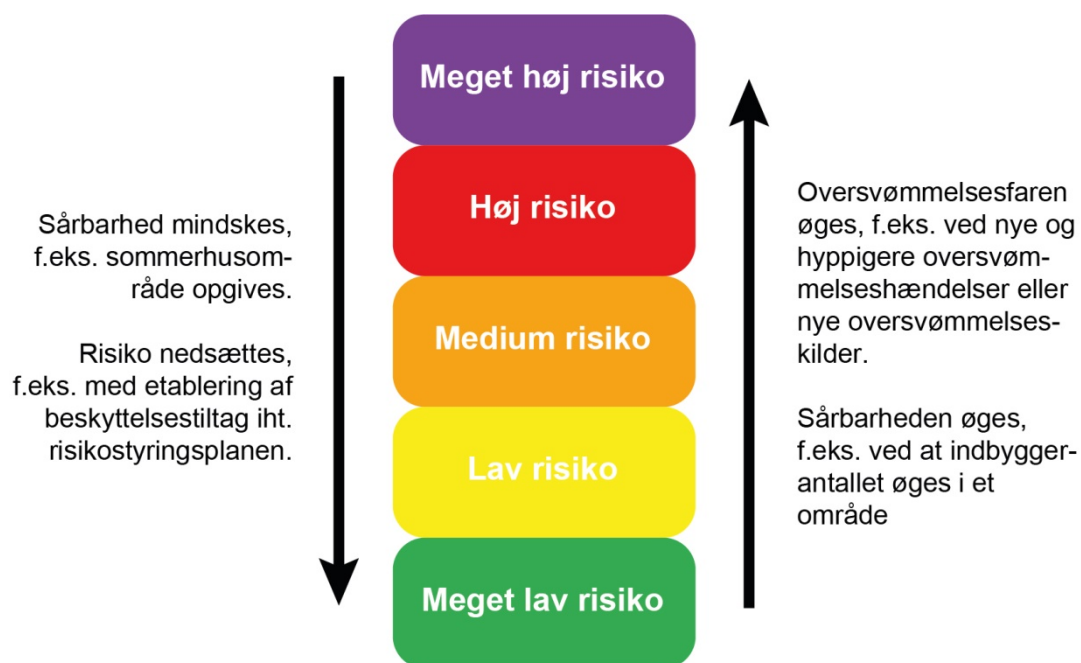 Meget høj risiko
Høj risiko
Medium risiko
Lav risiko
Meget lav risiko
Sårbarhed mindskes,
f.eks. sommerhusom-
råde opgives.
Risiko nedsættes,
f.eks. med etablering af
beskyttelsestiltag iht.
risikostyringsplanen.
Oversvømmelsesfaren
øges, f.eks. ved nye og
hyppigere oversvøm-
melseshændelser eller
nye oversvømmelses-
kilder.
Sårbarheden øges,
f.eks. ved at indbygger-
antallet øges i et
område